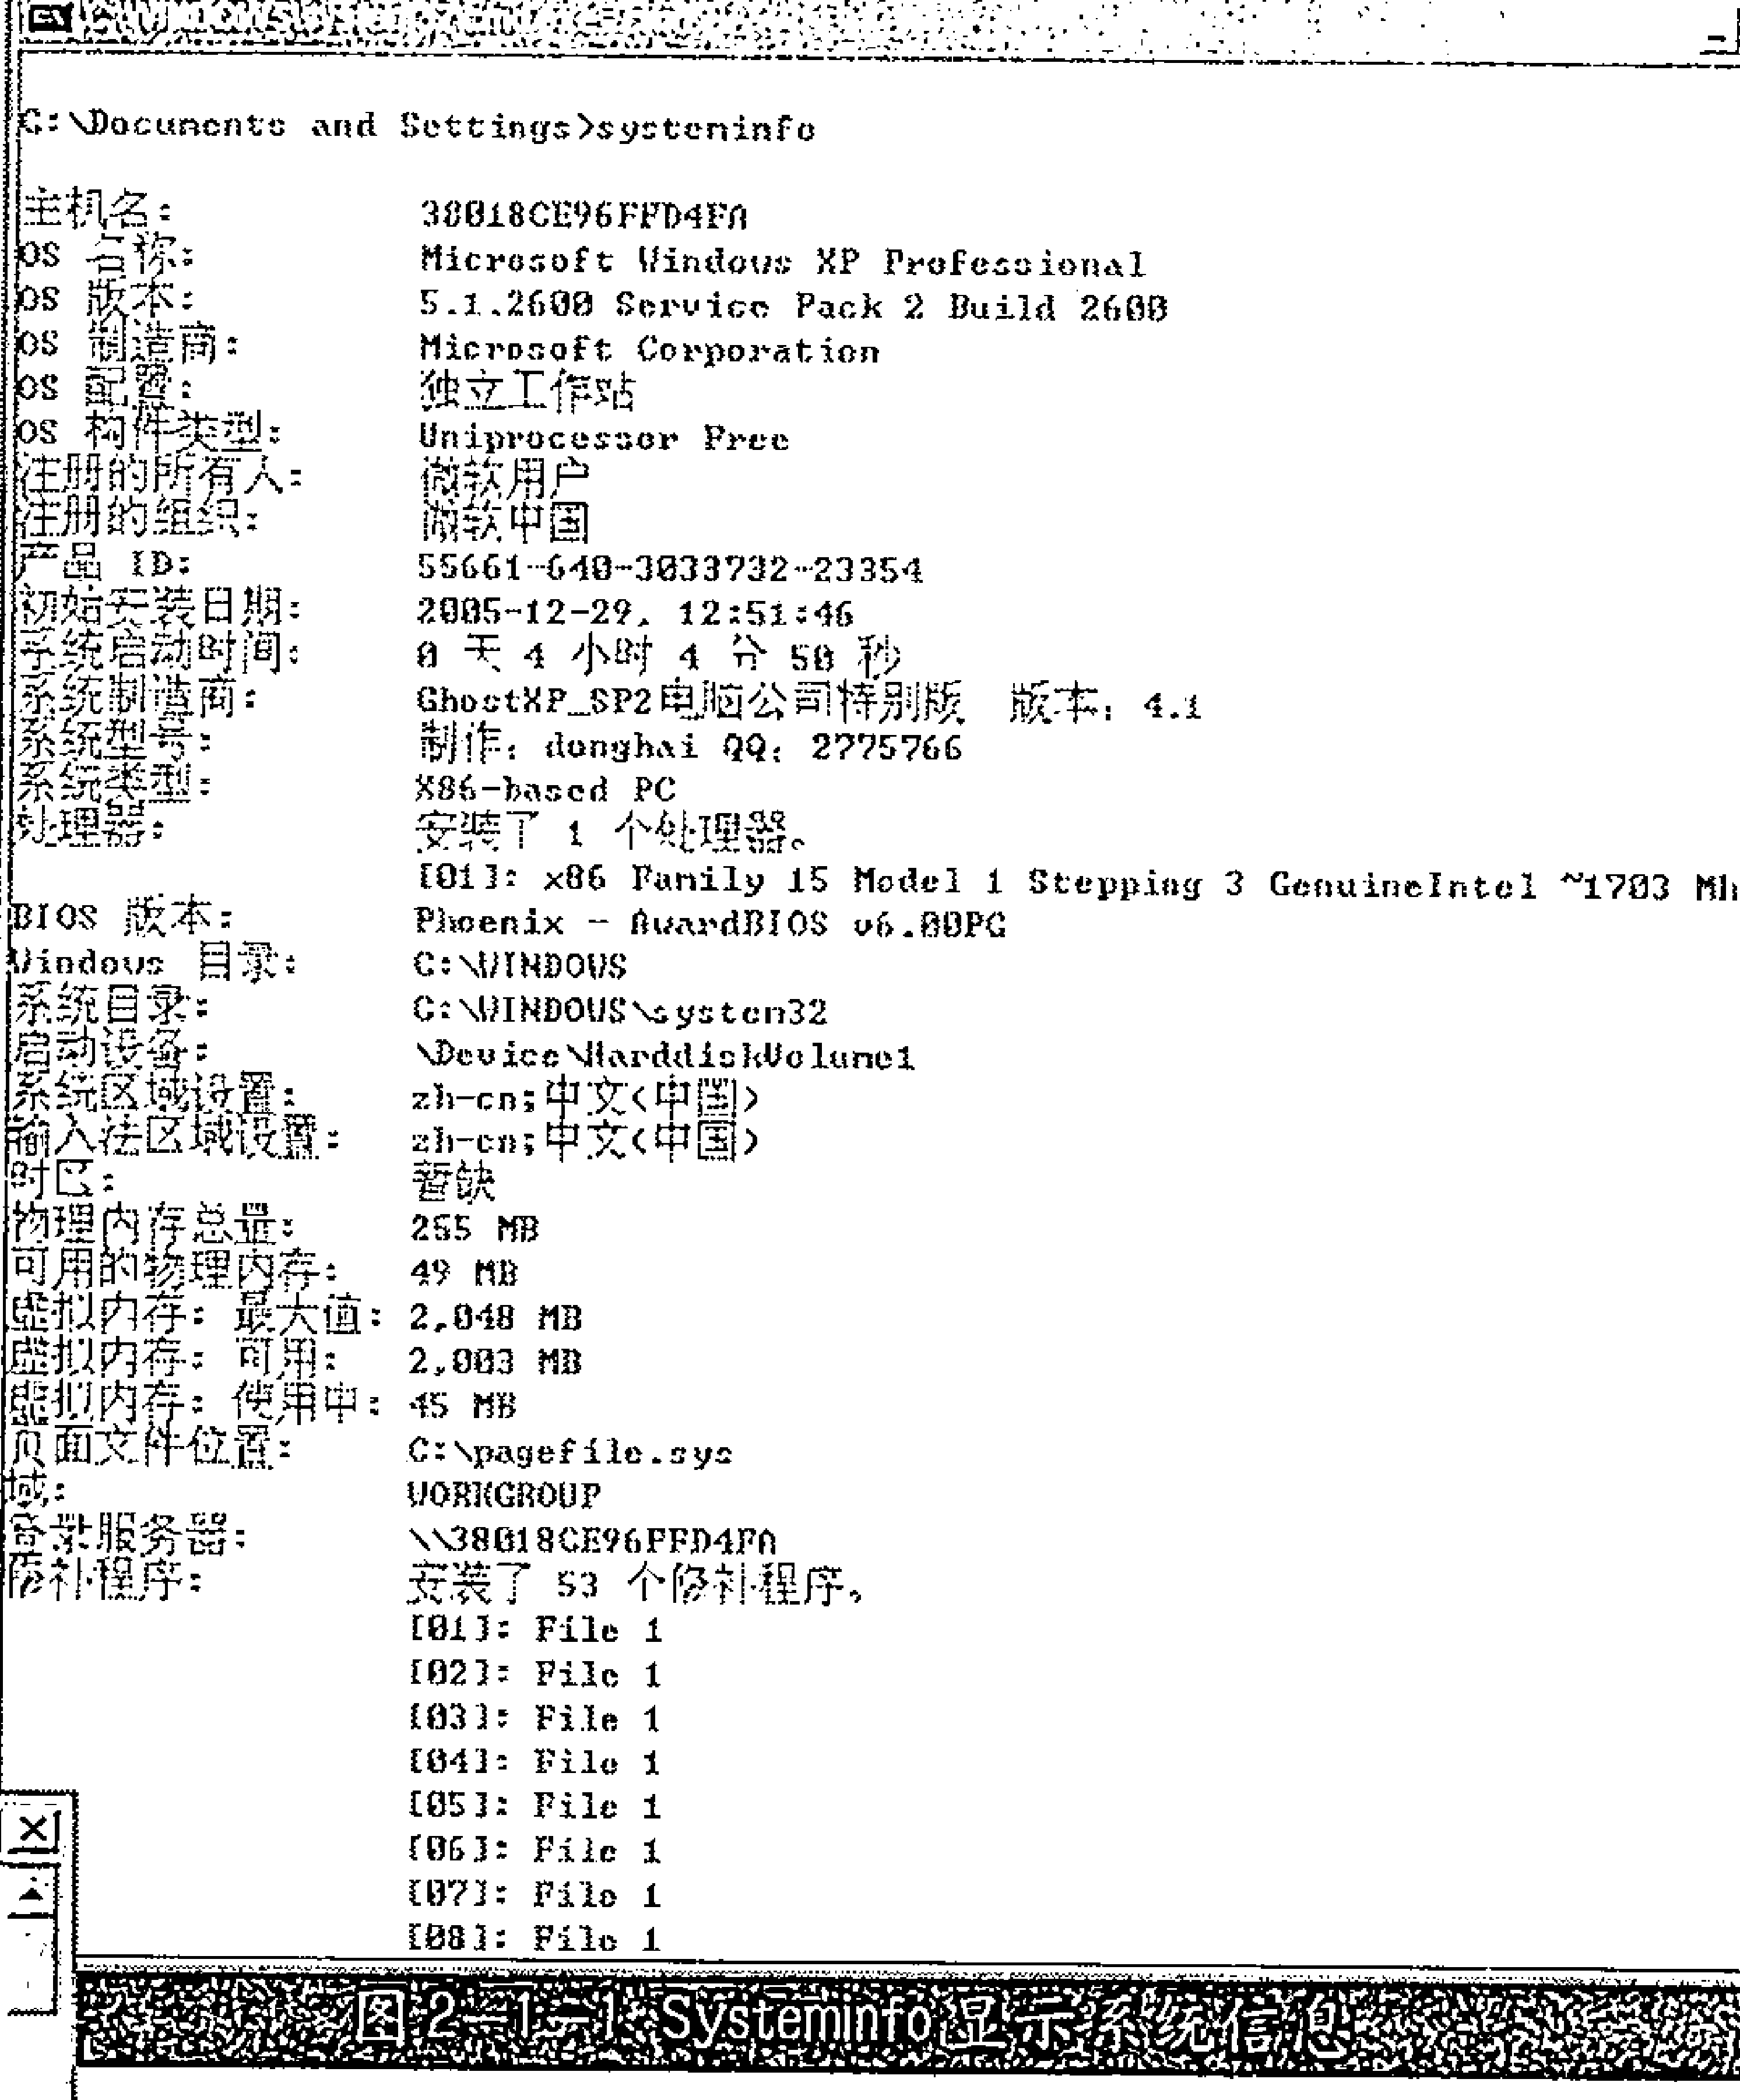 C:\Documents and Settings>systeminfo
主机名: 38018CE96FFD4FA
OS 名称: Microsoft Windows XP Professional
OS 版本: 5.1.2600 Service Pack 2 Build 2600
OS 制造商: Microsoft Corporation
OS 配置: 独立工作站
OS 构件类型: Uniprocessor Free
注册的所有人: 微软用户
注册的组织: 微软中国
产品 ID: 55661-640-3033732-23354
初始安装日期: 2005-12-29, 12:51:46
系统启动时间: 0 天 4 小时 4 分 50 秒
系统制造商: GhostXP_SP2电脑公司特别版 版本: 4.1
系统型号: 制作: donghai QQ: 2775766
系统类型: X86-based PC
处理器: 安装了 1 个处理器。
[01]: x86 Family 15 Model 1 Stepping 3 GenuineIntel ~1703 Mh
BIOS 版本: Phoenix - AwardBIOS v6.00PG
Windows 目录: C:\WINDOWS
系统目录: C:\WINDOWS\system32
启动设备: \Device\HarddiskVolume1
系统区域设置: zh-cn;中文(中国)
输入法区域设置: zh-cn;中文(中国)
时区: 暂缺
物理内存总量: 255 MB
可用的物理内存: 49 MB
虚拟内存: 最大值: 2,048 MB
虚拟内存: 可用: 2,003 MB
虚拟内存: 使用中: 45 MB
页面文件位置: C:\pagefile.sys
域: WORKGROUP
登录服务器: \\38018CE96FFD4FA
修补程序: 安装了 53 个修补程序。
[01]: File 1
[02]: File 1
[03]: File 1
[04]: File 1
[05]: File 1
[06]: File 1
[07]: File 1
[08]: File 1
图 2-1-1 Systeminfo显示系统信息